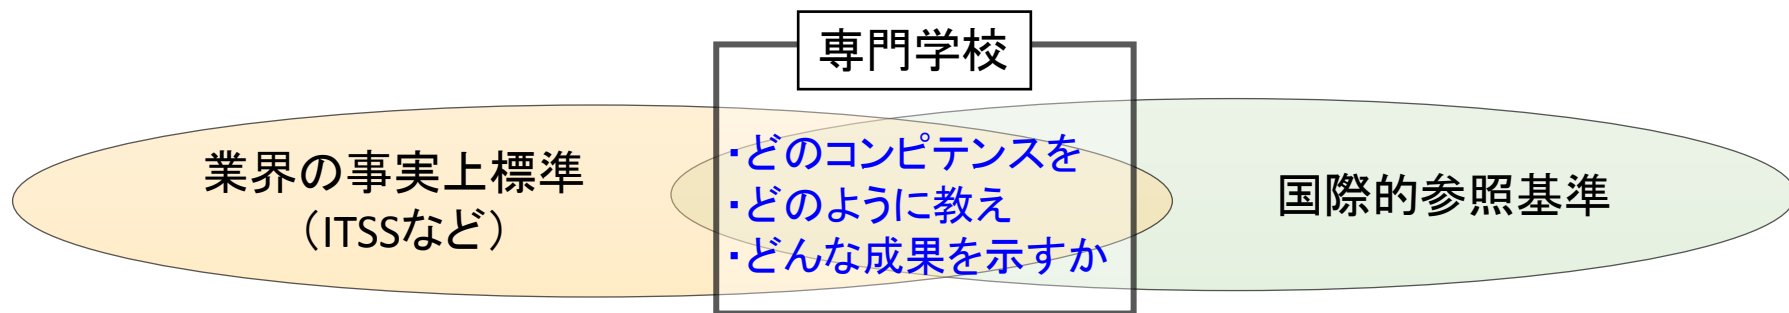 専門学校
業界の事実上標準
（ITSSなど）
・どのコンピテンスを
・どのように教え
・どんな成果を示すか
国際的参照基準